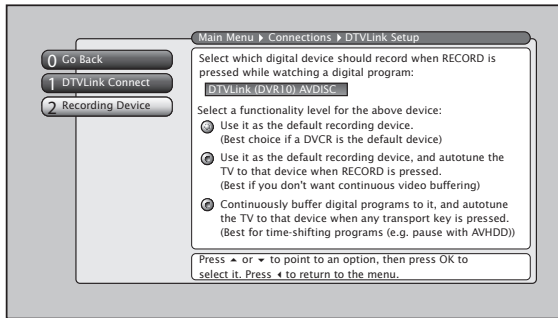 Main Menu ▸ Connections ▸ DTVLink Setup
0 Go Back
1 DTVLink Connect
2 Recording Device
Select which digital device should record when RECORD is
pressed while watching a digital program:
DTVLink (DVR10) AVDISC
Select a functionality level for the above device:
Use it as the default recording device.
(Best choice if a DVCR is the default device)
Use it as the default recording device, and autotune the
TV to that device when RECORD is pressed.
(Best if you don't want continuous video buffering)
Continuously buffer digital programs to it, and autotune
the TV to that device when any transport key is pressed.
(Best for time-shifting programs (e.g. pause with AVHDD))
Press ▴ or ▾ to point to an option, then press OK to
select it. Press ◂ to return to the menu.